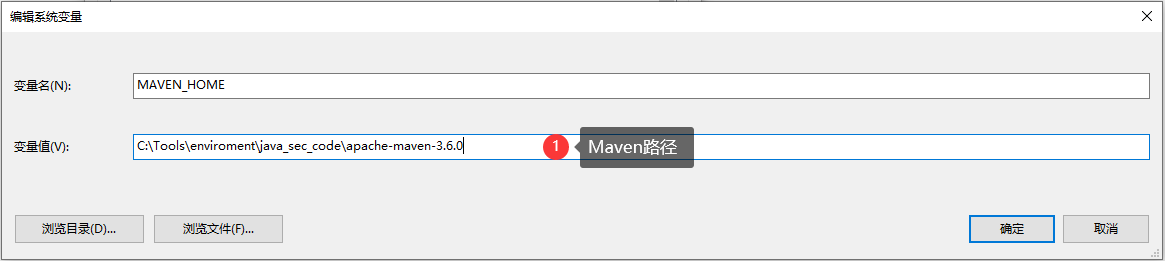 编辑系统变量
变量名(N):
MAVEN_HOME
变量值(V):
C:\Tools\enviroment\java_sec_code\apache-maven-3.6.0
1 Maven路径
浏览目录(D)... 浏览文件(F)... 确定 取消